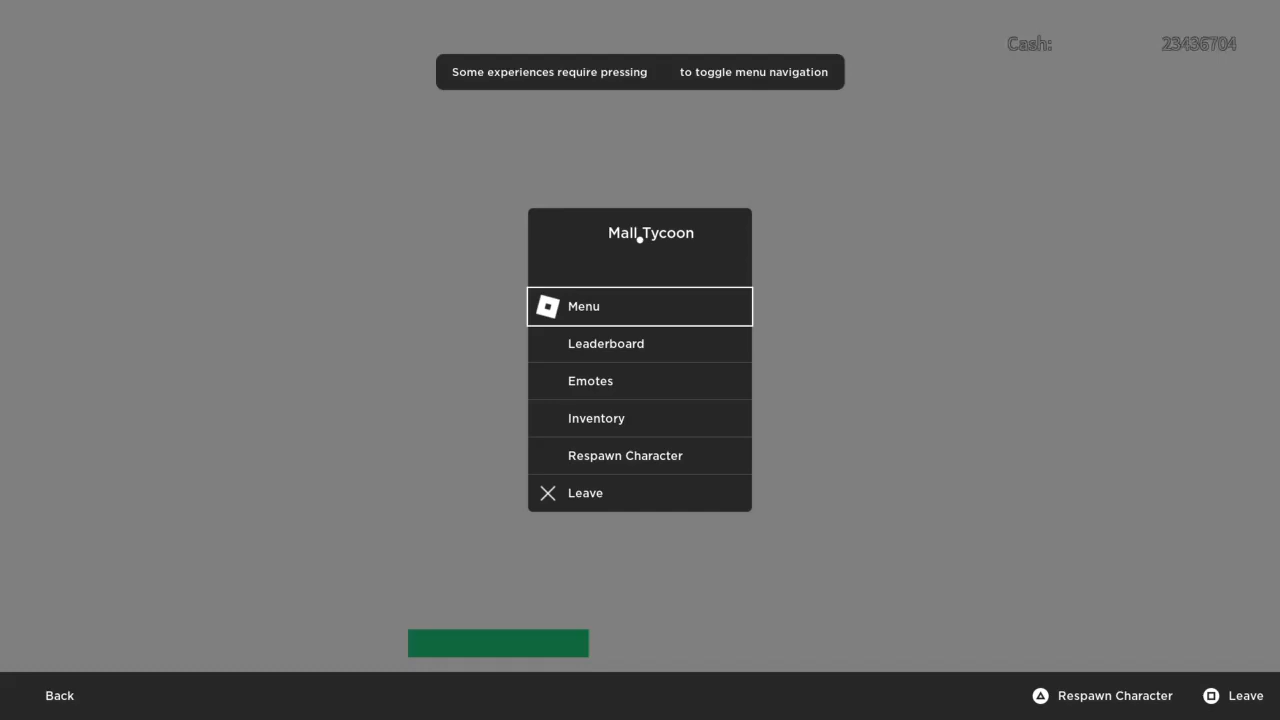 Cash: 23436704
Some experiences require pressing to toggle menu navigation
Mall Tycoon
Menu
Leaderboard
Emotes
Inventory
Respawn Character
Leave
Back
Respawn Character
Leave